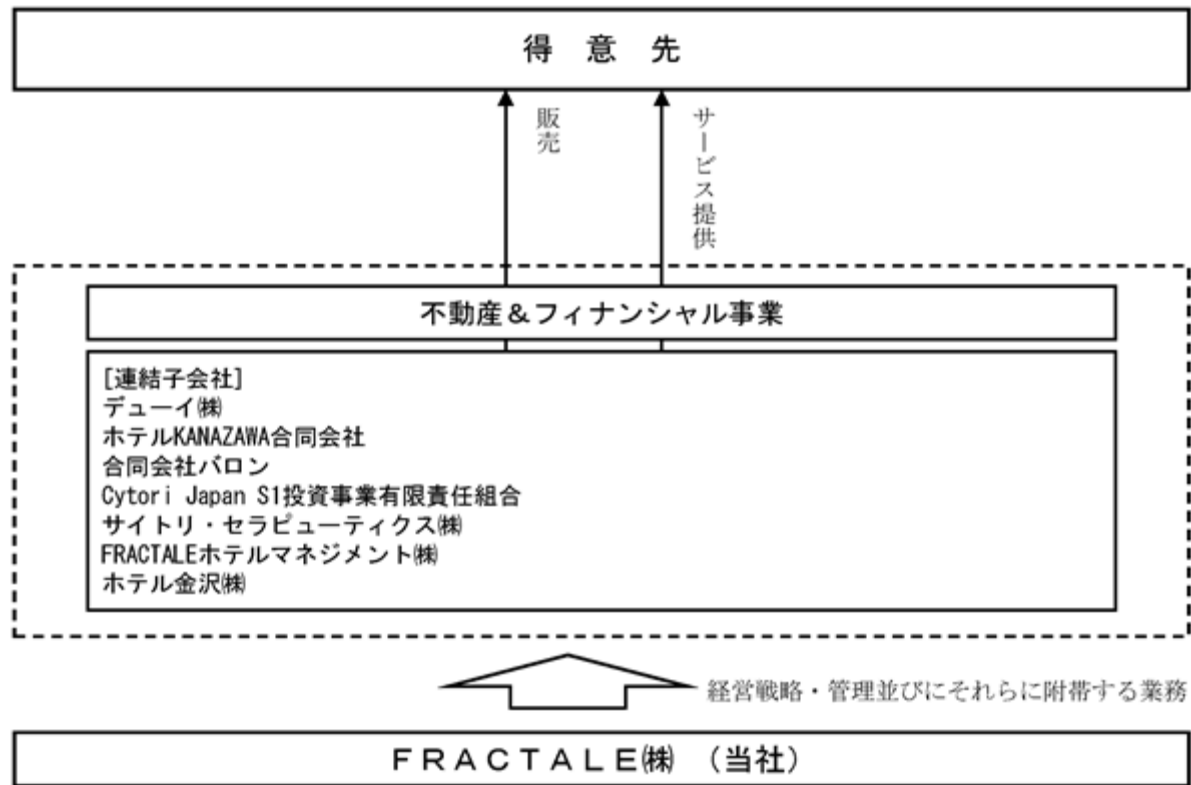 得 意 先
販売
サービス提供
不動産＆フィナンシャル事業
[連結子会社]
デューイ㈱
ホテルKANAZAWA合同会社
合同会社バロン
Cytori Japan S1投資事業有限責任組合
サイトリ・セラピューティクス㈱
FRACTALEホテルマネジメント㈱
ホテル金沢㈱
経営戦略・管理並びにそれらに附帯する業務
ＦＲＡＣＴＡＬＥ㈱ （当社）